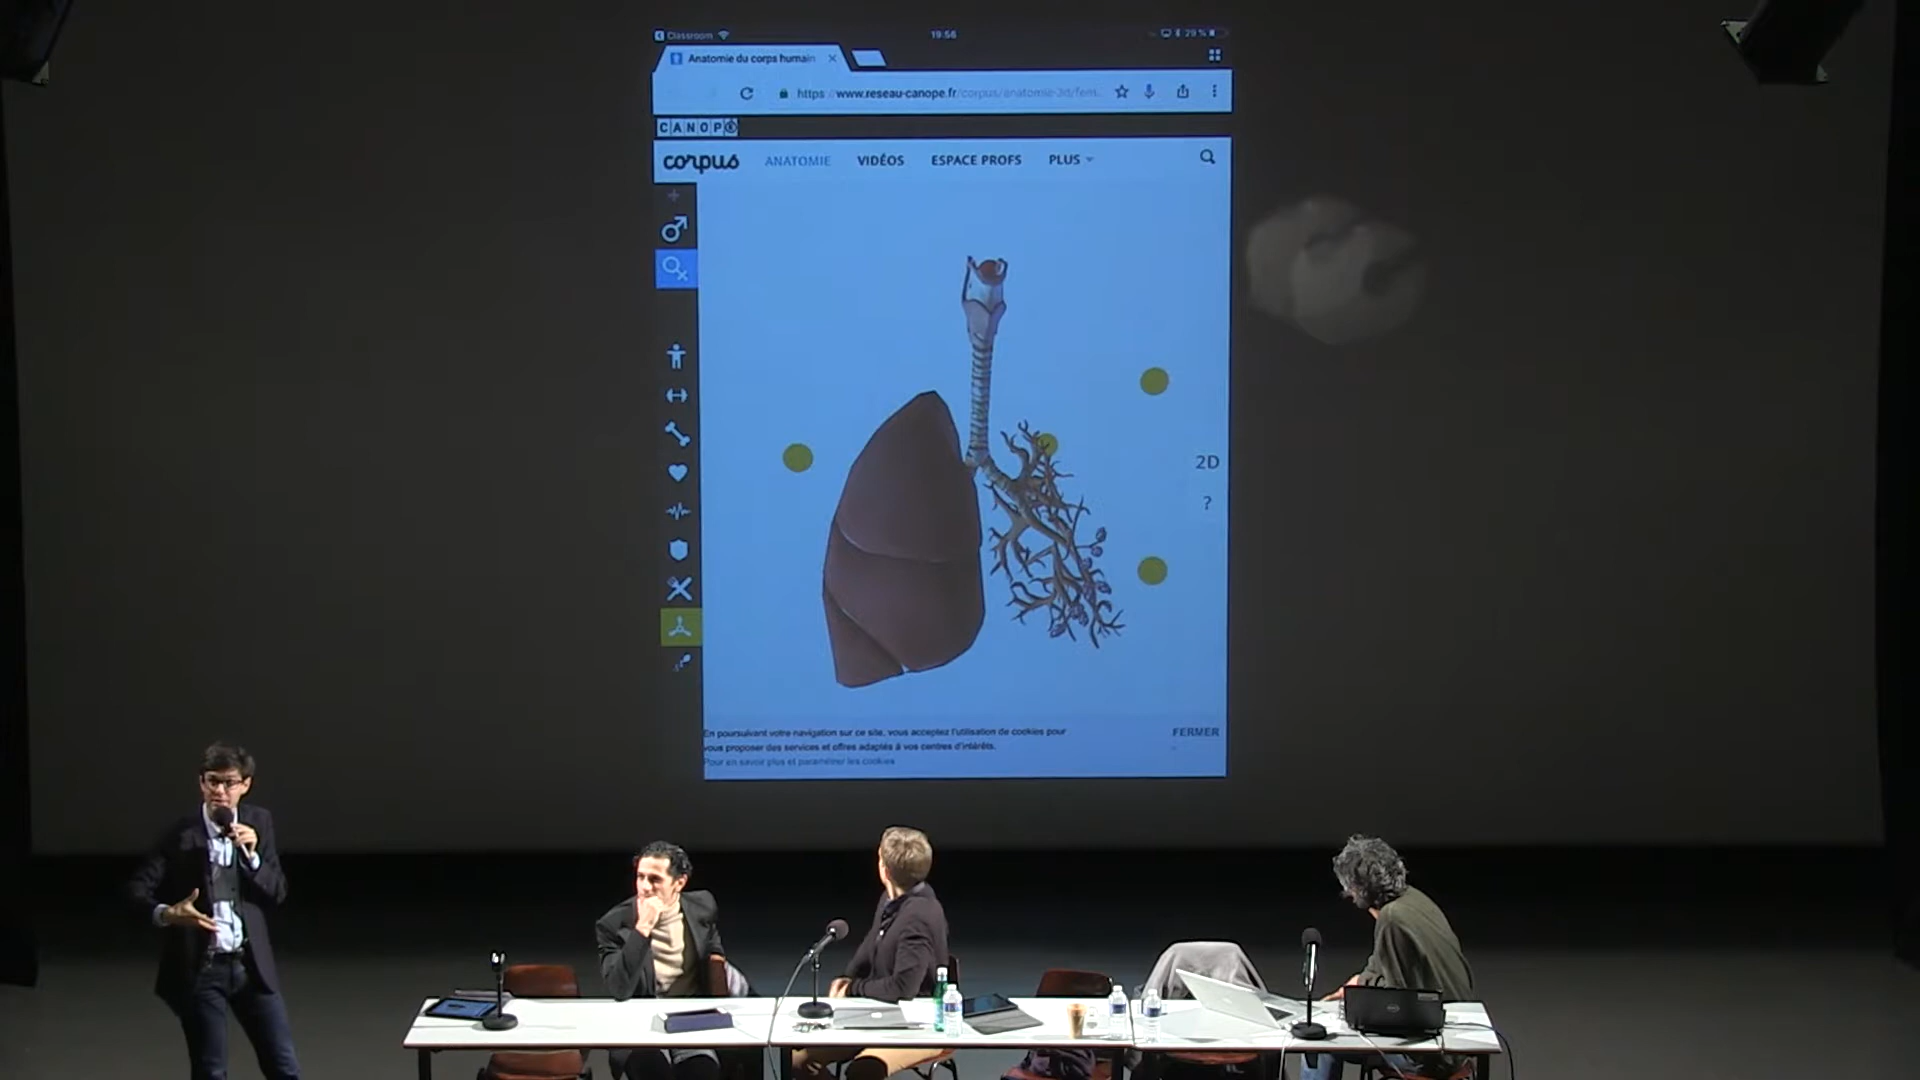 Classroom
19:56
29 %
Anatomie du corps humain
https://www.reseau-canope.fr/corpus/anatomie-3d/fem...
CANOPÉ
corpus ANATOMIE VIDÉOS ESPACE PROFS PLUS
2D
?
En poursuivant votre navigation sur ce site, vous acceptez l'utilisation de cookies pour
vous proposer des services et offres adaptés à vos centres d'intérêts.
Pour en savoir plus et paramétrer les cookies
FERMER